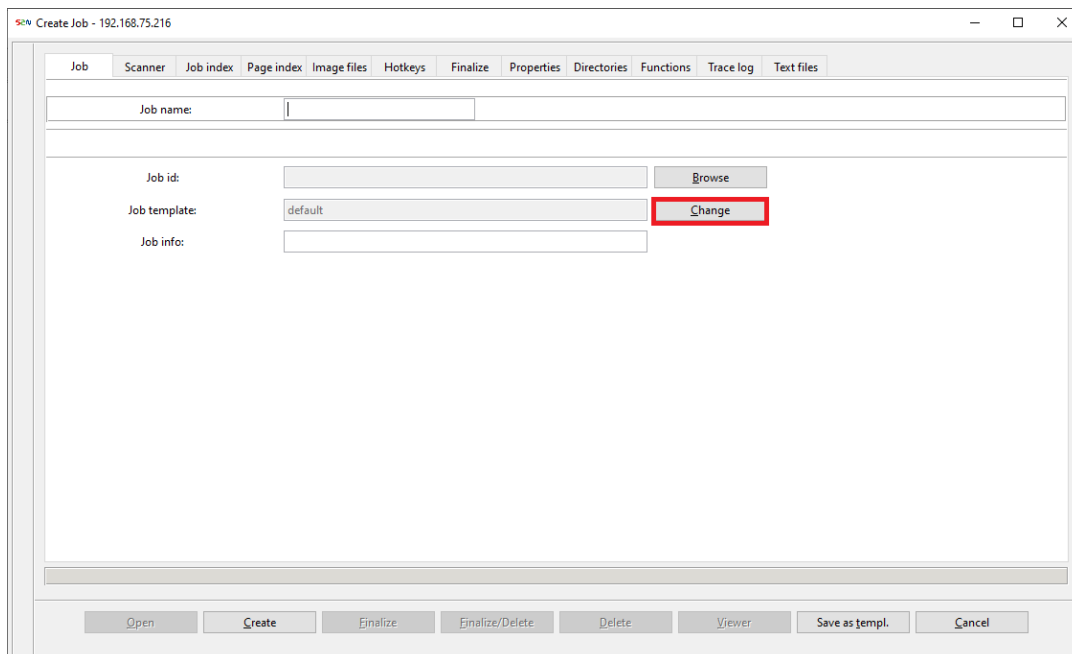 S2N Create Job - 192.168.75.216
Job Scanner Job index Page index Image files Hotkeys Finalize Properties Directories Functions Trace log Text files
Job name:
Job id: Browse
Job template: default Change
Job info:
Open Create Finalize Finalize/Delete Delete Viewer Save as templ. Cancel